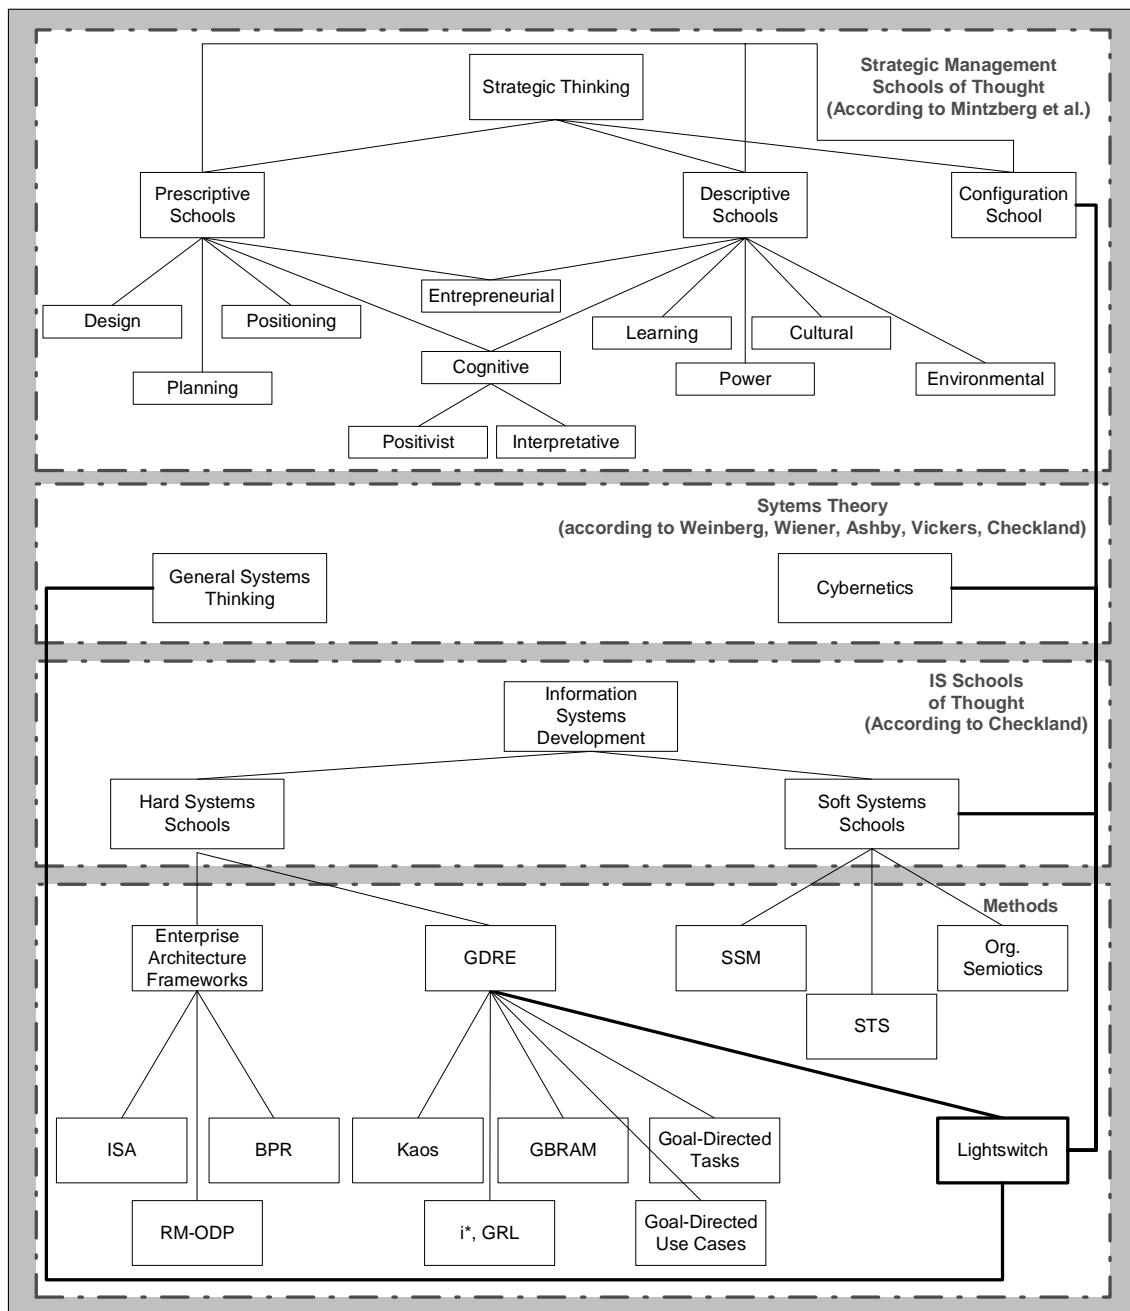 Strategic Management
Schools of Thought
(According to Mintzberg et al.)
Strategic Thinking
Prescriptive
Schools
Descriptive
Schools
Configuration
School
Entrepreneurial
Design
Positioning
Learning
Cultural
Cognitive
Planning
Power
Environmental
Positivist
Interpretative
Sytems Theory
(according to Weinberg, Wiener, Ashby, Vickers, Checkland)
General Systems
Thinking
Cybernetics
IS Schools
of Thought
(According to Checkland)
Information
Systems
Development
Hard Systems
Schools
Soft Systems
Schools
Methods
Enterprise
Architecture
Frameworks
GDRE
SSM
Org.
Semiotics
STS
ISA
BPR
Kaos
GBRAM
Goal-Directed
Tasks
Lightswitch
RM-ODP
i*, GRL
Goal-Directed
Use Cases